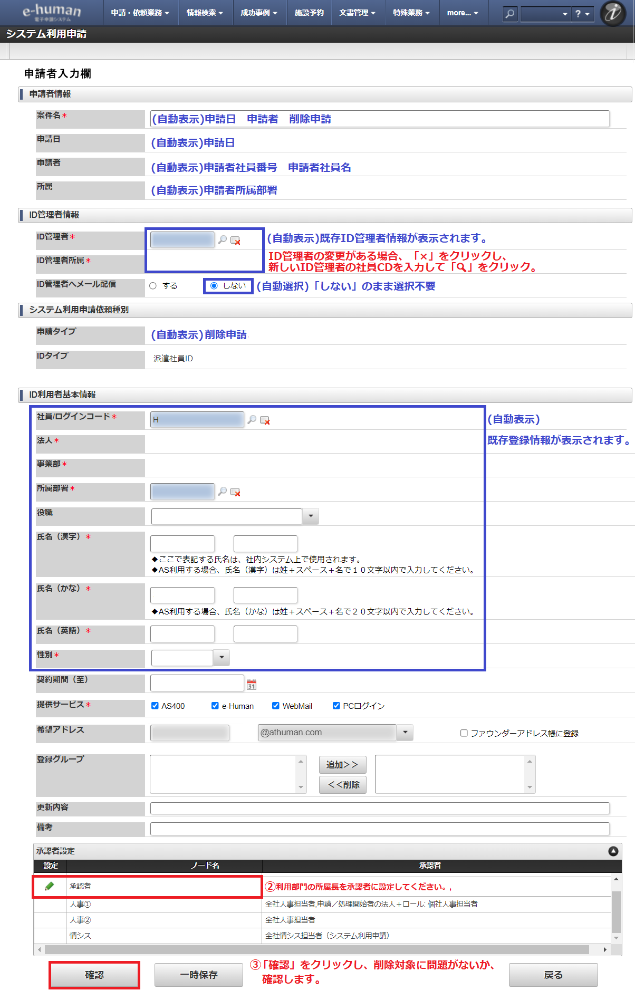 e-human
電子申請システム
申請・依頼業務
情報検索
成功事例
施設予約
文書管理
特殊業務
more...
?
システム利用申請
申請者入力欄
申請者情報
案件名*
(自動表示)申請日　申請者　削除申請
申請日
(自動表示)申請日
申請者
(自動表示)申請者社員番号　申請者社員名
所属
(自動表示)申請者所属部署
ID管理者情報
ID管理者*
(自動表示)既存ID管理者情報が表示されます。
ID管理者所属*
ID管理者の変更がある場合、「×」をクリックし、
新しいID管理者の社員CDを入力して「🔍」をクリック。
ID管理者へメール配信
する
しない
(自動選択)「しない」のまま選択不要
システム利用申請依頼種別
申請タイプ
(自動表示)削除申請
IDタイプ
派遣社員ID
ID利用者基本情報
社員/ログインコード*
H
(自動表示)
法人*
既存登録情報が表示されます。
事業部*
所属部署*
役職
氏名（漢字）*
◆ここで表記する氏名は、社内システム上で使用されます。
◆AS利用する場合、氏名（漢字）は姓＋スペース＋名で１０文字以内で入力してください。
氏名（かな）*
◆AS利用する場合、氏名（かな）は姓＋スペース＋名で２０文字以内で入力してください。
氏名（英語）*
性別*
契約期間（至）
31
提供サービス*
AS400
e-Human
WebMail
PCログイン
希望アドレス
@athuman.com
ファウンダーアドレス帳に登録
登録グループ
追加＞＞
＜＜削除
更新内容
備考
承認者設定
設定
ノード名
承認者
承認者
②利用部門の所属長を承認者に設定してください。,
人事①
全社人事担当者,申請／処理開始者の法人＋ロール: 個社人事担当者
人事②
全社人事担当者
情シス
全社情シス担当者（システム利用申請）
確認
一時保存
③「確認」をクリックし、削除対象に問題がないか、
確認します。
戻る